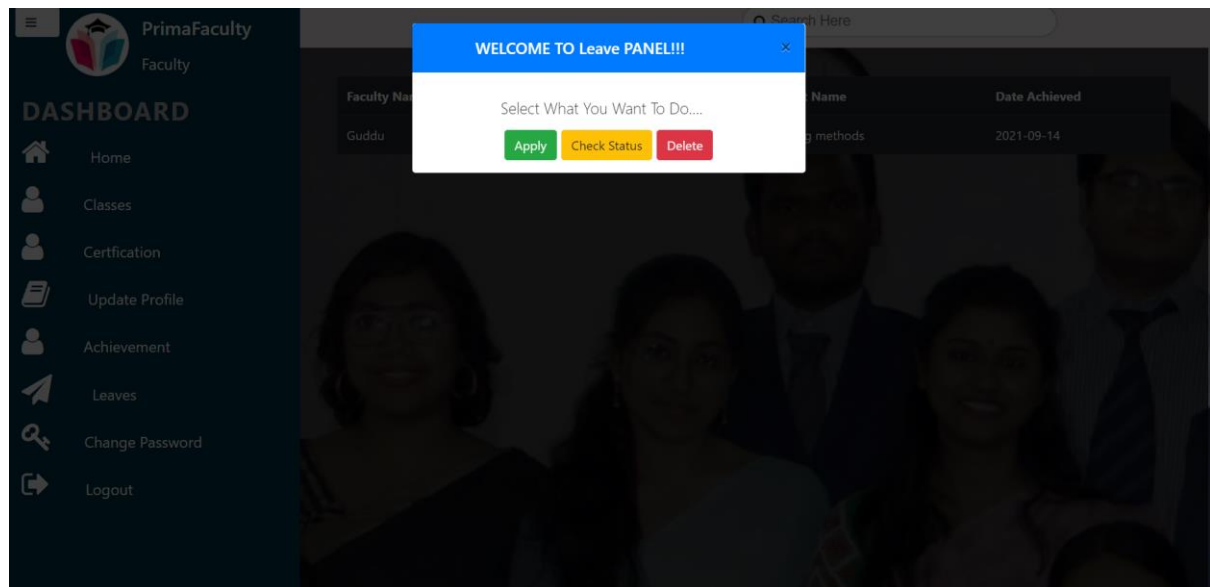 PrimaFaculty
Faculty
DASHBOARD
Home
Classes
Certfication
Update Profile
Achievement
Leaves
Change Password
Logout
Search Here
WELCOME TO Leave PANEL!!!
×
Select What You Want To Do....
Apply Check Status Delete
Faculty Name Date Achieved
Guddu methods 2021-09-14